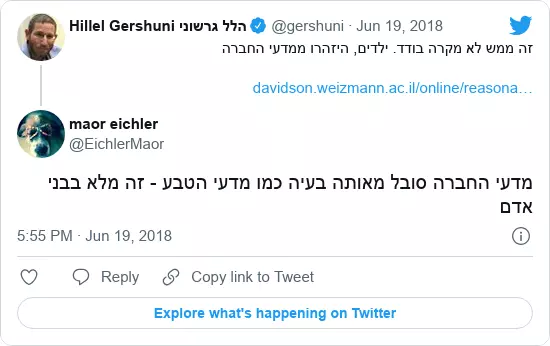 Hillel Gershuni הלל גרשוני @gershuni · Jun 19, 2018
זה ממש לא מקרה בודד. ילדים, היזהרו ממדעי החברה
davidson.weizmann.ac.il/online/reasona…
maor eichler
@EichlerMaor
מדעי החברה סובל מאותה בעיה כמו מדעי הטבע - זה מלא בבני
אדם
5:55 PM · Jun 19, 2018
Reply Copy link to Tweet
Explore what's happening on Twitter